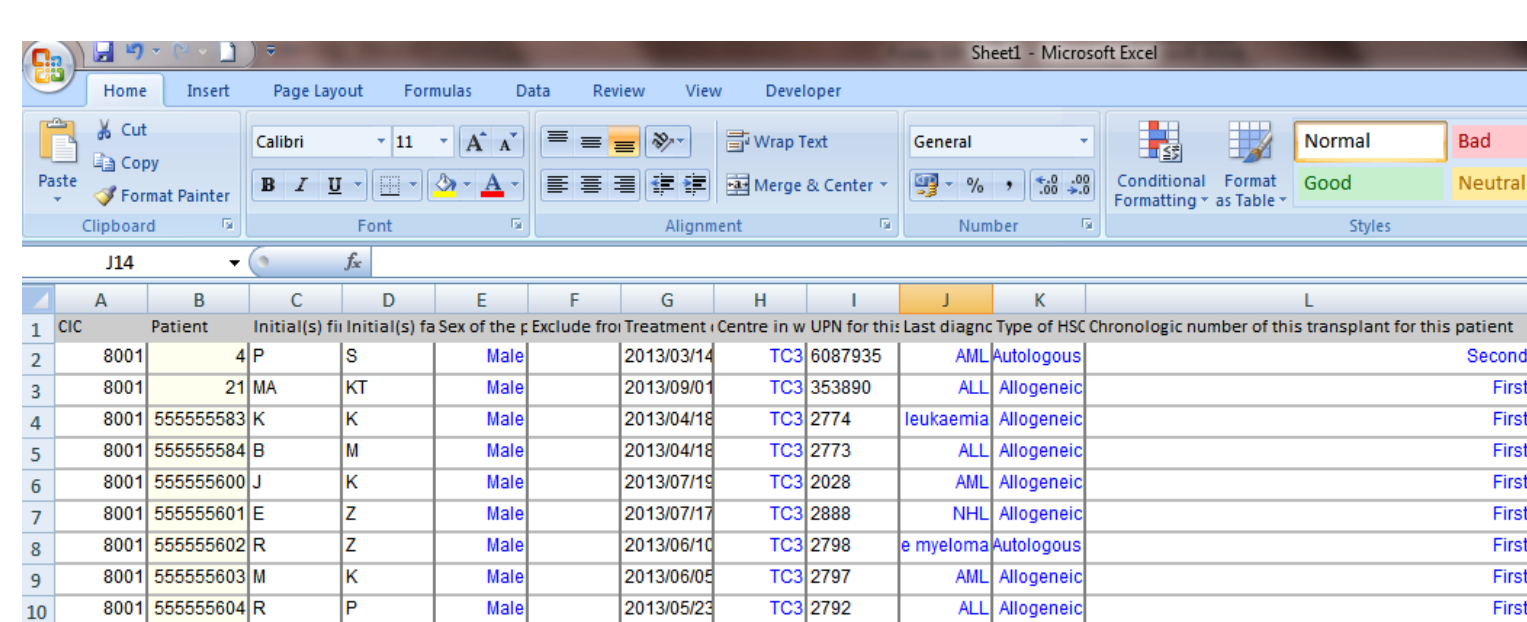 Sheet1 - Microsoft Excel
Home Insert Page Layout Formulas Data Review View Developer
Cut
Copy
Format Painter
Paste
Calibri 11 A A
B I U A
Wrap Text
Merge & Center
General
% , .0 .00 .00 .0
Conditional Formatting
Format as Table
Normal Bad
Good Neutral
Clipboard Font Alignment Number Styles
J14 fx
A B C D E F G H I J K L
1 CIC Patient Initial(s) fi Initial(s) fa Sex of the p Exclude fro Treatment Centre in w UPN for this Last diagno Type of HSC Chronologic number of this transplant for this patient
2 8001 4 P S Male 2013/03/14 TC3 6087935 AML Autologous Second
3 8001 21 MA KT Male 2013/09/01 TC3 353890 ALL Allogeneic First
4 8001 555555583 K K Male 2013/04/18 TC3 2774 leukaemia Allogeneic First
5 8001 555555584 B M Male 2013/04/18 TC3 2773 ALL Allogeneic First
6 8001 555555600 J K Male 2013/07/19 TC3 2028 AML Allogeneic First
7 8001 555555601 E Z Male 2013/07/17 TC3 2888 NHL Allogeneic First
8 8001 555555602 R Z Male 2013/06/10 TC3 2798 e myeloma Autologous First
9 8001 555555603 M K Male 2013/06/05 TC3 2797 AML Allogeneic First
10 8001 555555604 R P Male 2013/05/23 TC3 2792 ALL Allogeneic First